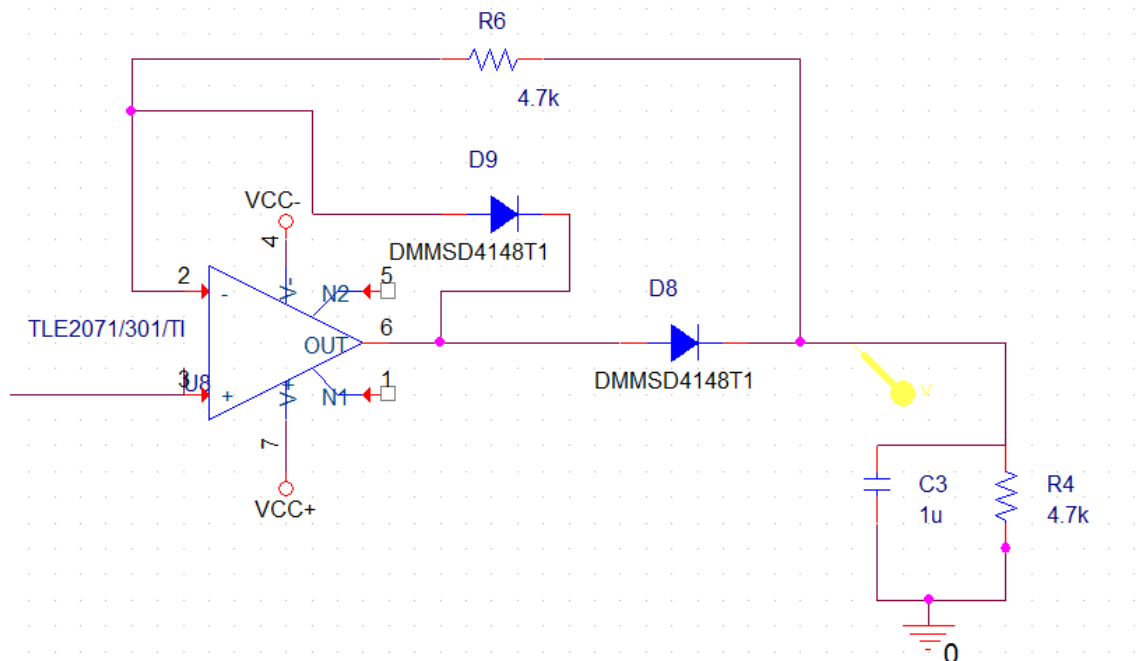 R6
4.7k
D9
VCC-
4
DMMSD4148T1
2
5
-
V-
N2
D8
TLE2071/301/TI
6
OUT
DMMSD4148T1
3
U8
1
+
V+
N1
V
7
C3
R4
1u
4.7k
VCC+
0